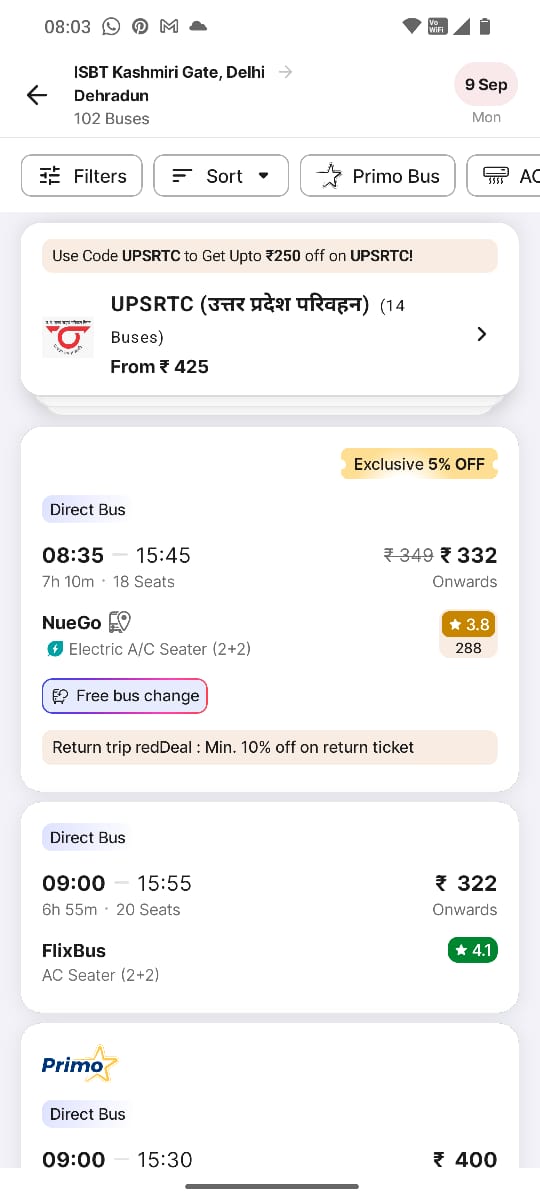 08:03
Vo WiFi
ISBT Kashmiri Gate, Delhi
Dehradun
102 Buses
9 Sep
Mon
Filters
Sort
Primo Bus
AC
Use Code UPSRTC to Get Upto ₹250 off on UPSRTC!
UPSRTC (उत्तर प्रदेश परिवहन) (14
Buses)
From ₹ 425
Exclusive 5% OFF
Direct Bus
08:35 — 15:45
₹ 349 ₹ 332
7h 10m · 18 Seats
Onwards
NueGo
3.8
Electric A/C Seater (2+2)
288
Free bus change
Return trip redDeal : Min. 10% off on return ticket
Direct Bus
09:00 — 15:55
₹ 322
6h 55m · 20 Seats
Onwards
FlixBus
4.1
AC Seater (2+2)
Primo
Direct Bus
09:00 — 15:30
₹ 400